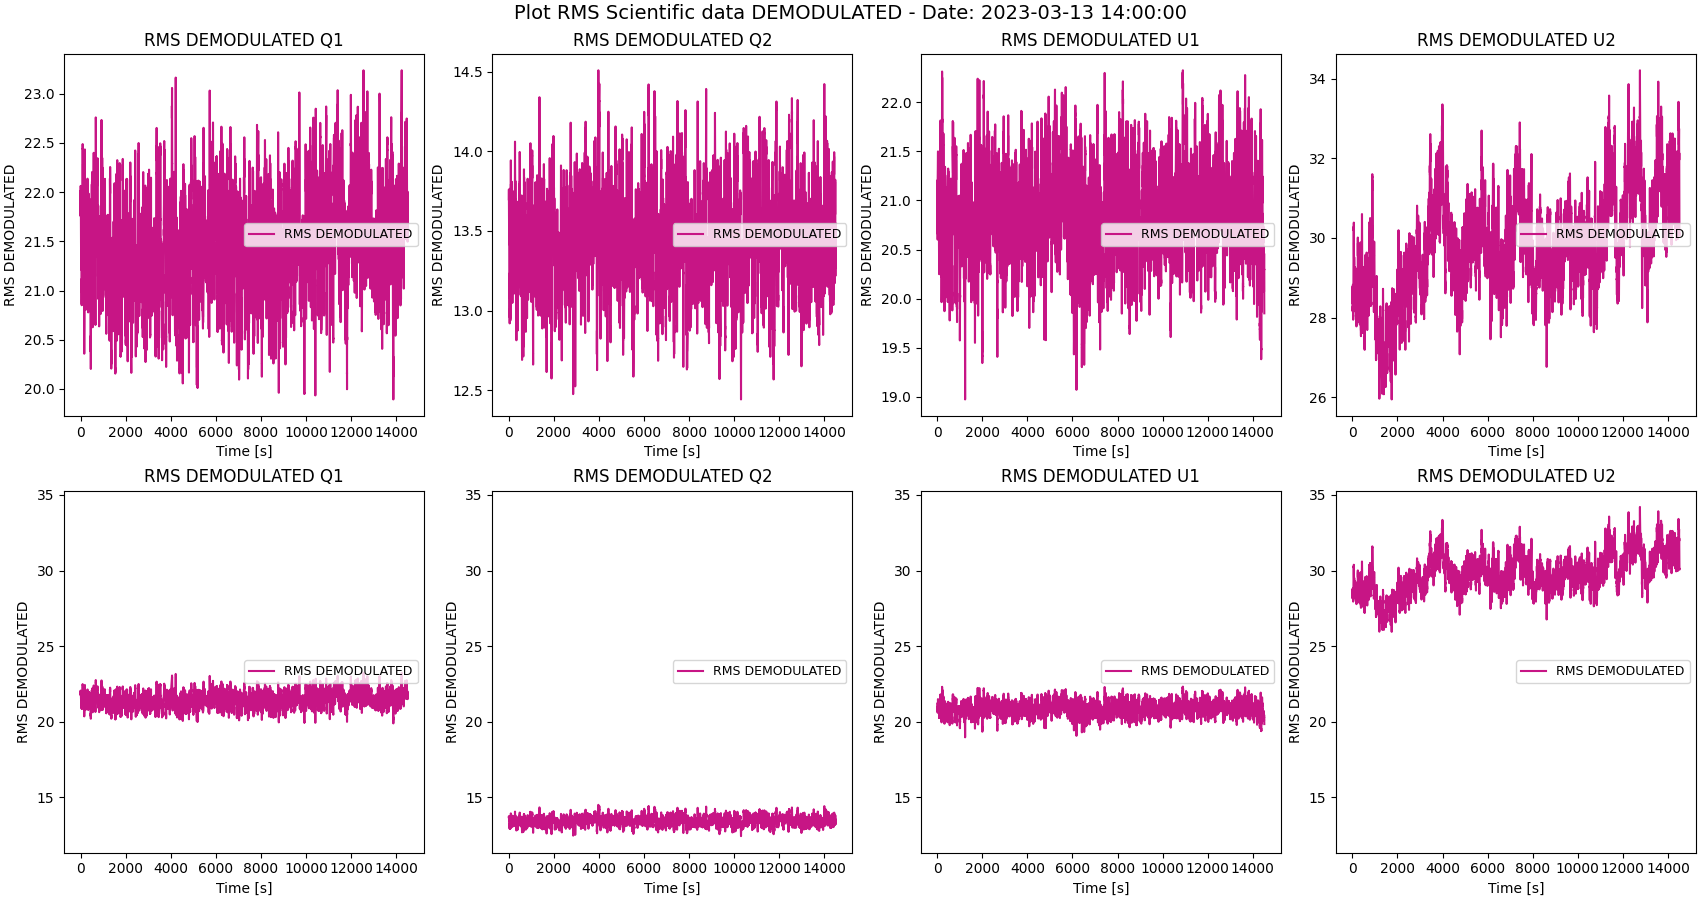 Plot RMS Scientific data DEMODULATED - Date: 2023-03-13 14:00:00
RMS DEMODULATED Q1
RMS DEMODULATED
23.0
22.5
22.0
21.5
21.0
20.5
20.0
RMS DEMODULATED
0 2000 4000 6000 8000 10000 12000 14000
Time [s]
RMS DEMODULATED Q2
RMS DEMODULATED
14.5
14.0
13.5
13.0
12.5
RMS DEMODULATED
0 2000 4000 6000 8000 10000 12000 14000
Time [s]
RMS DEMODULATED U1
RMS DEMODULATED
22.0
21.5
21.0
20.5
20.0
19.5
19.0
RMS DEMODULATED
0 2000 4000 6000 8000 10000 12000 14000
Time [s]
RMS DEMODULATED U2
RMS DEMODULATED
34
32
30
28
26
RMS DEMODULATED
0 2000 4000 6000 8000 10000 12000 14000
Time [s]
RMS DEMODULATED Q1
RMS DEMODULATED
35
30
25
20
15
RMS DEMODULATED
0 2000 4000 6000 8000 10000 12000 14000
Time [s]
RMS DEMODULATED Q2
RMS DEMODULATED
35
30
25
20
15
RMS DEMODULATED
0 2000 4000 6000 8000 10000 12000 14000
Time [s]
RMS DEMODULATED U1
RMS DEMODULATED
35
30
25
20
15
RMS DEMODULATED
0 2000 4000 6000 8000 10000 12000 14000
Time [s]
RMS DEMODULATED U2
RMS DEMODULATED
35
30
25
20
15
RMS DEMODULATED
0 2000 4000 6000 8000 10000 12000 14000
Time [s]